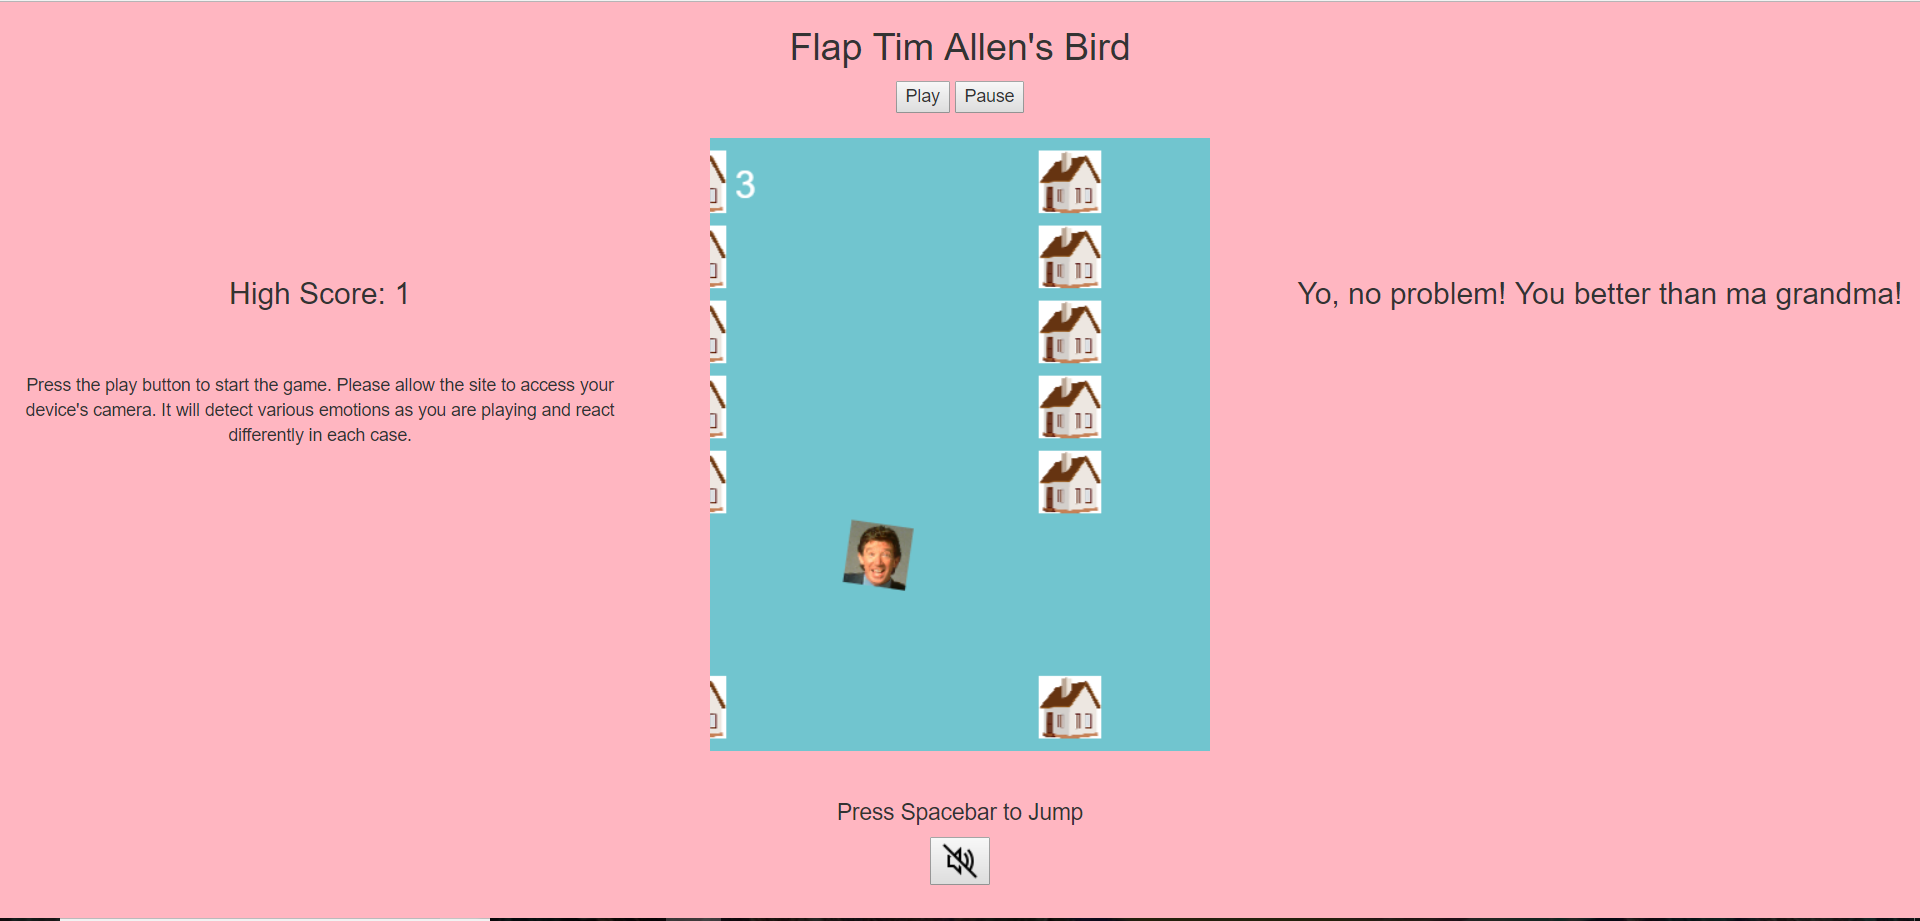 Flap Tim Allen's Bird
Play Pause
3
High Score: 1
Yo, no problem! You better than ma grandma!
Press the play button to start the game. Please allow the site to access your
device's camera. It will detect various emotions as you are playing and react
differently in each case.
Press Spacebar to Jump